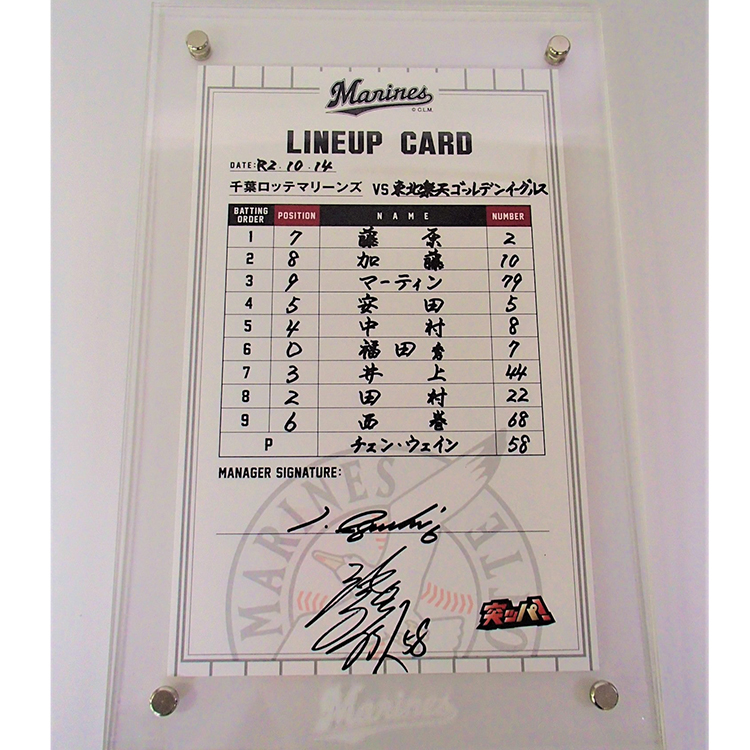 Marines
© C.L.M.
LINEUP CARD
DATE: R2.10.14
千葉ロッテマリーンズ VS 東北楽天ゴールデンイーグルス
BATTING ORDER POSITION NAME NUMBER
1 7 藤原 2
2 8 加藤 10
3 9 マーティン 79
4 5 安田 5
5 4 中村 8
6 0 福田秀 7
7 3 井上 44
8 2 田村 22
9 6 西巻 68
P チェン・ウェイン 58
MANAGER SIGNATURE:
MARINES
突ッパ!
58
Marines